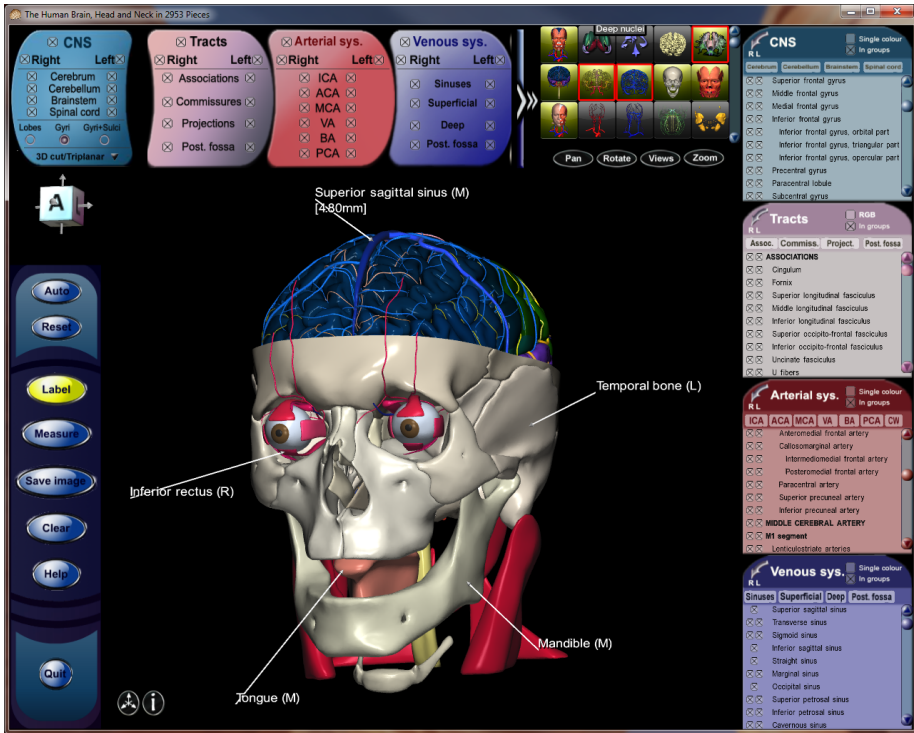 The Human Brain, Head and Neck in 2953 Pieces
CNS
Right Left
Cerebrum
Cerebellum
Brainstem
Spinal cord
Lobes Gyri Gyri+Sulci
3D cut/Triplanar
Tracts
Right Left
Associations
Commissures
Projections
Post. fossa
Arterial sys.
Right Left
ICA
ACA
MCA
VA
BA
PCA
Venous sys.
Right Left
Sinuses
Superficial
Deep
Post. fossa
Deep nuclei
Pan Rotate Views Zoom
A
Auto
Reset
Label
Measure
Save image
Clear
Help
Quit
i
Superior sagittal sinus (M)
[4.80mm]
Temporal bone (L)
Inferior rectus (R)
Mandible (M)
Tongue (M)
R L
CNS
Single colour
In groups
Cerebrum Cerebellum Brainstem Spinal cord
Superior frontal gyrus
Middle frontal gyrus
Medial frontal gyrus
Inferior frontal gyrus
Inferior frontal gyrus, orbital part
Inferior frontal gyrus, triangular part
Inferior frontal gyrus, opercular part
Precentral gyrus
Paracentral lobule
Subcentral gyrus
R L
Tracts
RGB
In groups
Assoc. Commiss. Project. Post. fossa
ASSOCIATIONS
Cingulum
Fornix
Superior longitudinal fasciculus
Middle longitudinal fasciculus
Inferior longitudinal fasciculus
Superior occipito-frontal fasciculus
Inferior occipito-frontal fasciculus
Uncinate fasciculus
U fibers
R L
Arterial sys.
Single colour
In groups
ICA ACA MCA VA BA PCA CW
Anteromedial frontal artery
Callosomarginal artery
Intermediomedial frontal artery
Posteromedial frontal artery
Paracentral artery
Superior precuneal artery
Inferior precuneal artery
MIDDLE CEREBRAL ARTERY
M1 segment
Lenticulostriate arteries
R L
Venous sys.
Single colour
In groups
Sinuses Superficial Deep Post. fossa
Superior sagittal sinus
Transverse sinus
Sigmoid sinus
Inferior sagittal sinus
Straight sinus
Marginal sinus
Occipital sinus
Superior petrosal sinus
Inferior petrosal sinus
Cavernous sinus